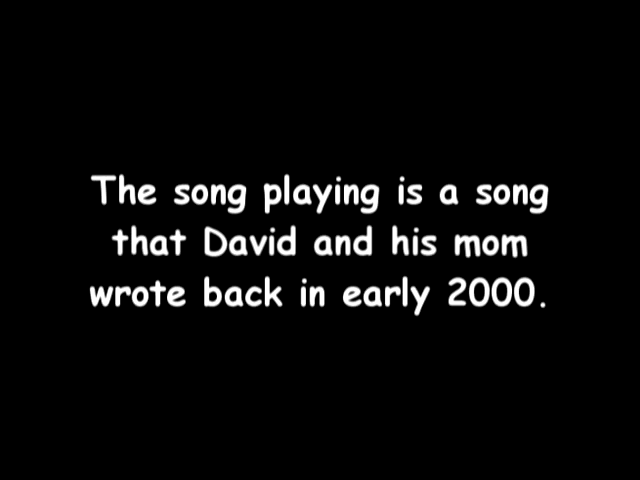 The song playing is a song
that David and his mom
wrote back in early 2000.